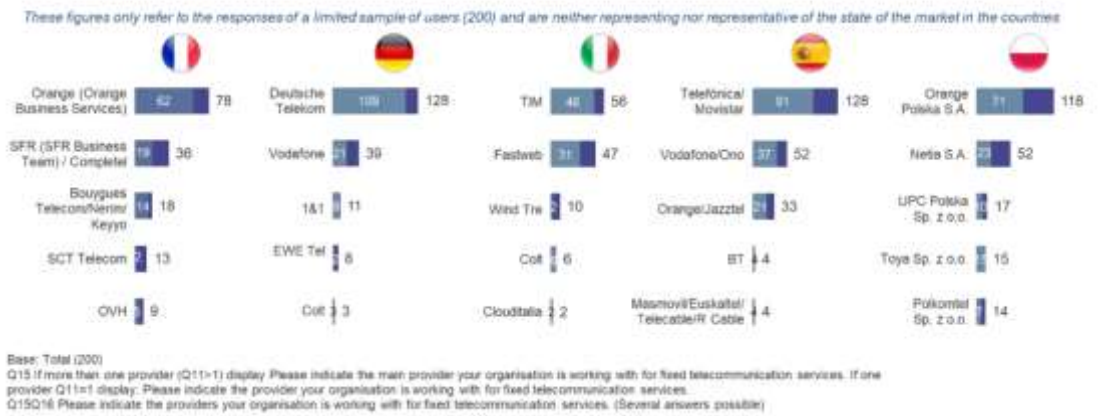 These figures only refer to the responses of a limited sample of users (200) and are neither representing nor representative of the state of the market in the countries
Orange (Orange Business Services) 62 78
Deutsche Telekom 109 128
TIM 46 56
Telefónica/ Movistar 91 128
Orange Polska S.A. 71 118
SFR (SFR Business Team) / Completel 19 36
Vodafone 21 39
Fastweb 31 47
Vodafone/Ono 37 52
Netia S.A. 23 52
Bouygues Telecom/Nerim/ Keyyo 14 18
1&1 11
Wind Tre 2 10
Orange/Jazztel 21 33
UPC Polska Sp. z o.o. 17
SCT Telecom 13
EWE Tel 8
Colt 6
BT 4
Toya Sp. z o.o. 15
OVH 9
Colt 3
Clouditalia 2 2
Masmovil/Euskaltel/ Telecable/R Cable 4
Polkomtel Sp. z o.o. 14
Base: Total (200)
Q15 If more than one provider (Q11>1) display Please indicate the main provider your organisation is working with for fixed telecommunication services. If one
provider Q11=1 display: Please indicate the provider your organisation is working with for fixed telecommunication services.
Q15Q16 Please indicate the providers your organisation is working with for fixed telecommunication services. (Several answers possible)